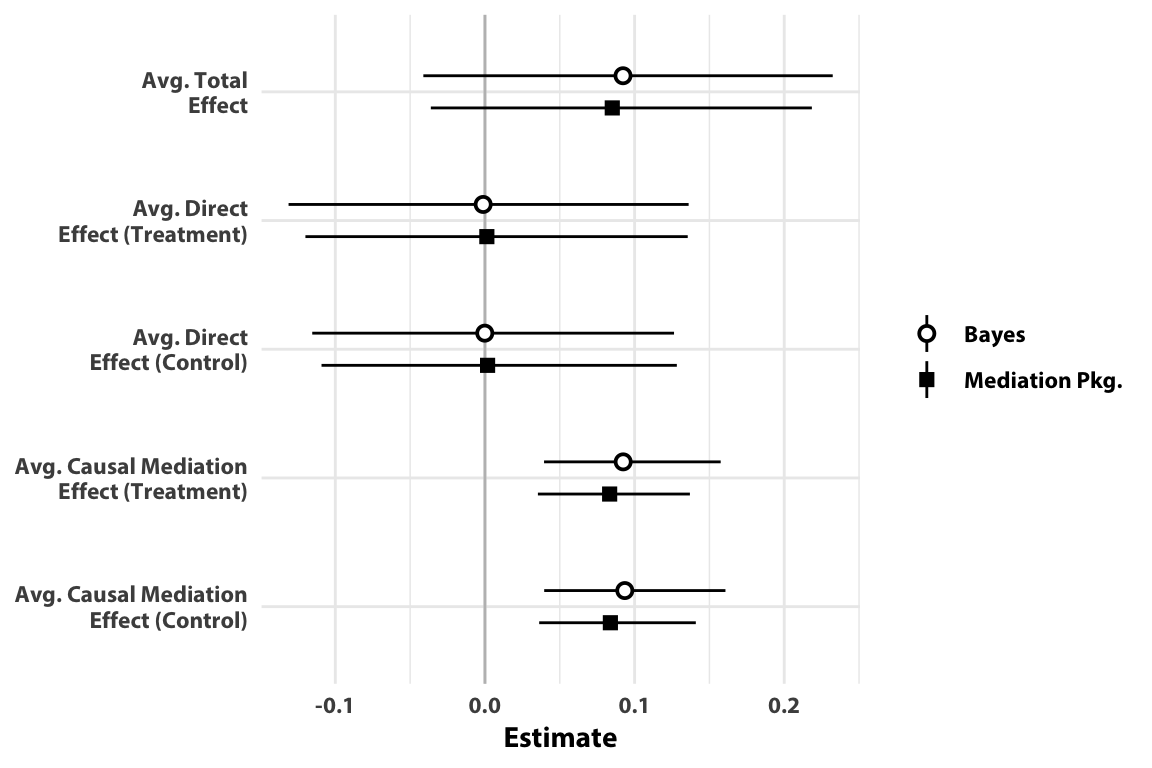 Avg. Total
Effect
Avg. Direct
Effect (Treatment)
Avg. Direct
Effect (Control)
Avg. Causal Mediation
Effect (Treatment)
Avg. Causal Mediation
Effect (Control)
-0.1 0.0 0.1 0.2
Estimate
Bayes
Mediation Pkg.